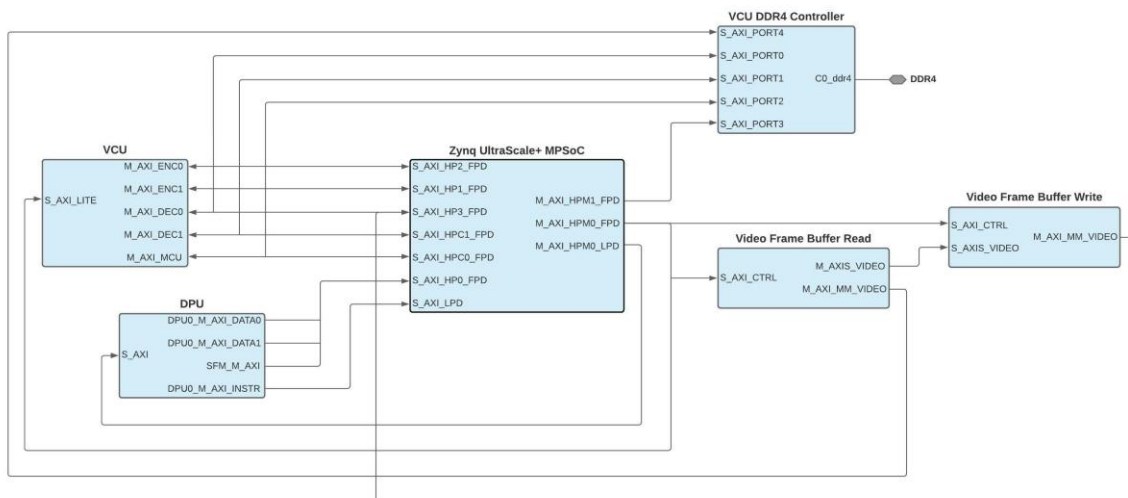 VCU DDR4 Controller
S_AXI_PORT4
S_AXI_PORT0
S_AXI_PORT1
S_AXI_PORT2
S_AXI_PORT3
C0_ddr4
DDR4
VCU
S_AXI_LITE
M_AXI_ENC0
M_AXI_ENC1
M_AXI_DEC0
M_AXI_DEC1
M_AXI_MCU
Zynq UltraScale+ MPSoC
S_AXI_HP2_FPD
S_AXI_HP1_FPD
S_AXI_HP3_FPD
S_AXI_HPC1_FPD
S_AXI_HPC0_FPD
S_AXI_HP0_FPD
S_AXI_LPD
M_AXI_HPM1_FPD
M_AXI_HPM0_FPD
M_AXI_HPM0_LPD
Video Frame Buffer Write
S_AXI_CTRL
S_AXIS_VIDEO
M_AXI_MM_VIDEO
Video Frame Buffer Read
S_AXI_CTRL
M_AXIS_VIDEO
M_AXI_MM_VIDEO
DPU
S_AXI
DPU0_M_AXI_DATA0
DPU0_M_AXI_DATA1
SFM_M_AXI
DPU0_M_AXI_INSTR